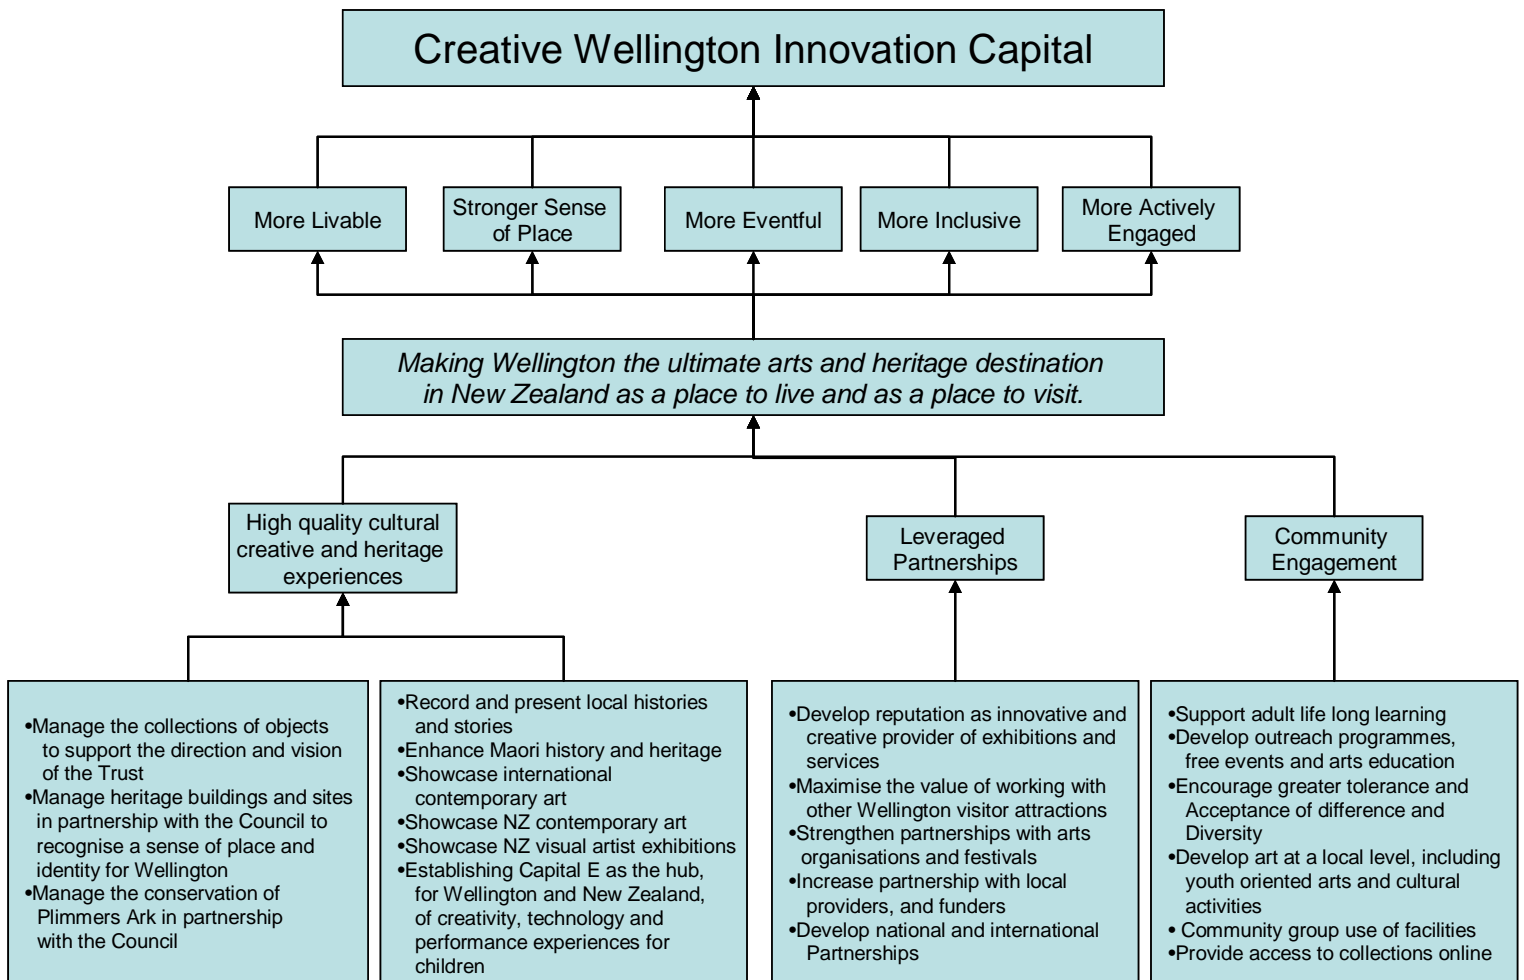 Creative Wellington Innovation Capital
More Livable
Stronger Sense
of Place
More Eventful
More Inclusive
More Actively
Engaged
Making Wellington the ultimate arts and heritage destination
in New Zealand as a place to live and as a place to visit.
High quality cultural
creative and heritage
experiences
Leveraged
Partnerships
Community
Engagement
•Manage the collections of objects
to support the direction and vision
of the Trust
•Manage heritage buildings and sites
in partnership with the Council to
recognise a sense of place and
identity for Wellington
•Manage the conservation of
Plimmers Ark in partnership
with the Council
•Record and present local histories
and stories
•Enhance Maori history and heritage
•Showcase international
contemporary art
•Showcase NZ contemporary art
•Showcase NZ visual artist exhibitions
•Establishing Capital E as the hub,
for Wellington and New Zealand,
of creativity, technology and
performance experiences for
children
•Develop reputation as innovative and
creative provider of exhibitions and
services
•Maximise the value of working with
other Wellington visitor attractions
•Strengthen partnerships with arts
organisations and festivals
•Increase partnership with local
providers, and funders
•Develop national and international
Partnerships
•Support adult life long learning
•Develop outreach programmes,
free events and arts education
•Encourage greater tolerance and
Acceptance of difference and
Diversity
•Develop art at a local level, including
youth oriented arts and cultural
activities
• Community group use of facilities
•Provide access to collections online